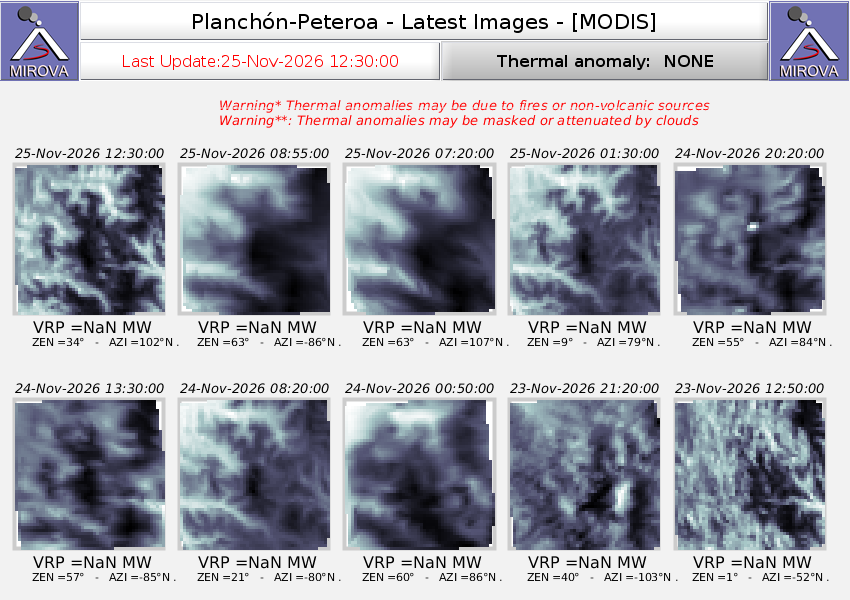 Planchón-Peteroa - Latest Images - [MODIS]
MIROVA
Last Update:25-Nov-2026 12:30:00
Thermal anomaly: NONE
MIROVA
Warning* Thermal anomalies may be due to fires or non-volcanic sources
Warning**: Thermal anomalies may be masked or attenuated by clouds
25-Nov-2026 12:30:00 25-Nov-2026 08:55:00 25-Nov-2026 07:20:00 25-Nov-2026 01:30:00 24-Nov-2026 20:20:00
VRP =NaN MW VRP =NaN MW VRP =NaN MW VRP =NaN MW VRP =NaN MW
ZEN =34° - AZI =102°N . ZEN =63° - AZI =-86°N . ZEN =63° - AZI =107°N . ZEN =9° - AZI =79°N . ZEN =55° - AZI =84°N .
24-Nov-2026 13:30:00 24-Nov-2026 08:20:00 24-Nov-2026 00:50:00 23-Nov-2026 21:20:00 23-Nov-2026 12:50:00
VRP =NaN MW VRP =NaN MW VRP =NaN MW VRP =NaN MW VRP =NaN MW
ZEN =57° - AZI =-85°N . ZEN =21° - AZI =-80°N . ZEN =60° - AZI =86°N . ZEN =40° - AZI =-103°N . ZEN =1° - AZI =-52°N .